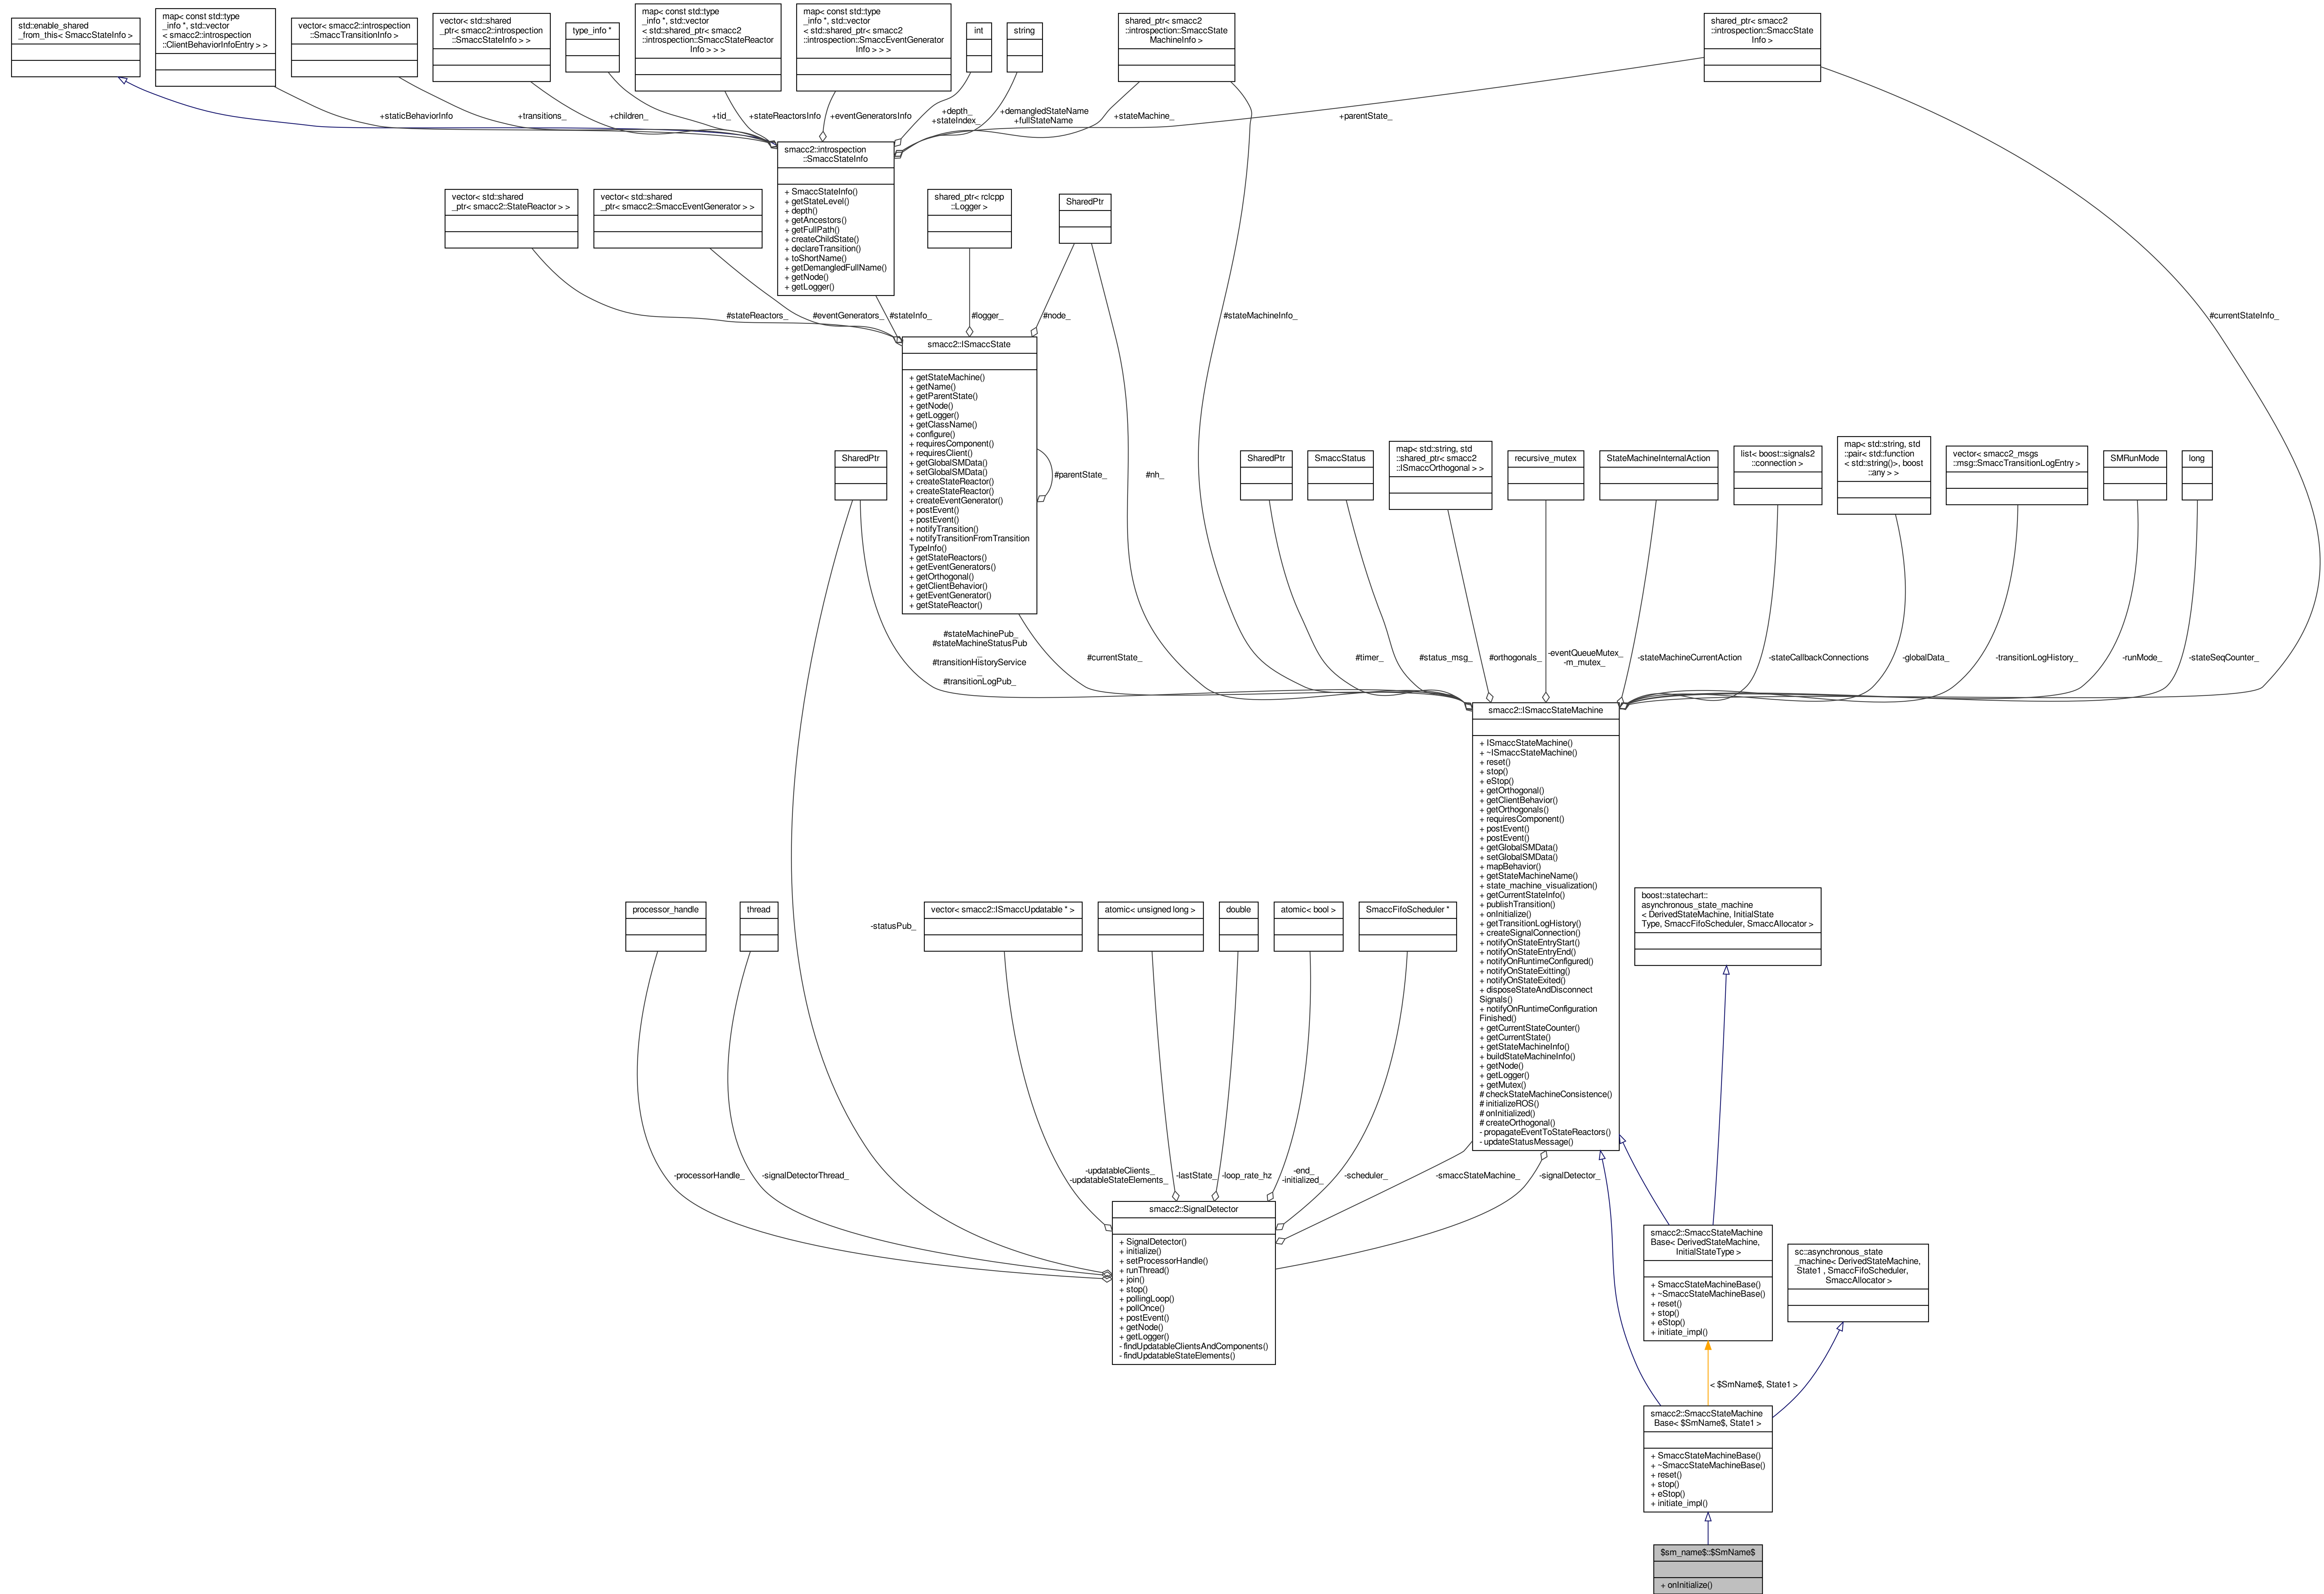 std::enable_shared
_from_this< SmaccStateInfo >
map< const std::type
_info *, std::vector
< smacc2::introspection
::ClientBehaviorInfoEntry > >
vector< smacc2::introspection
::SmaccTransitionInfo >
vector< std::shared
_ptr< smacc2::introspection
::SmaccStateInfo > >
type_info *
map< const std::type
_info *, std::vector
< std::shared_ptr< smacc2
::introspection::SmaccStateReactor
Info > > >
map< const std::type
_info *, std::vector
< std::shared_ptr< smacc2
::introspection::SmaccEventGenerator
Info > > >
int
string
shared_ptr< smacc2
::introspection::SmaccState
MachineInfo >
shared_ptr< smacc2
::introspection::SmaccState
Info >
+staticBehaviorInfo
+transitions_
+children_
+tid_
+stateReactorsInfo
+eventGeneratorsInfo
+depth_
+stateIndex_
+demangledStateName
+fullStateName
+stateMachine_
+parentState_
smacc2::introspection
::SmaccStateInfo
+ SmaccStateInfo()
+ getStateLevel()
+ depth()
+ getAncestors()
+ getFullPath()
+ createChildState()
+ declareTransition()
+ toShortName()
+ getDemangledFullName()
+ getNode()
+ getLogger()
vector< std::shared
_ptr< smacc2::StateReactor > >
vector< std::shared
_ptr< smacc2::SmaccEventGenerator > >
shared_ptr< rclcpp
::Logger >
SharedPtr
#stateReactors_
#eventGenerators_
#stateInfo_
#logger_
#node_
#stateMachineInfo_
#currentStateInfo_
smacc2::ISmaccState
+ getStateMachine()
+ getName()
+ getParentState()
+ getNode()
+ getLogger()
+ getClassName()
+ configure()
+ requiresComponent()
+ requiresClient()
+ getGlobalSMData()
+ setGlobalSMData()
+ createStateReactor()
+ createStateReactor()
+ createEventGenerator()
+ postEvent()
+ postEvent()
+ notifyTransition()
+ notifyTransitionFromTransition
TypeInfo()
+ getStateReactors()
+ getEventGenerators()
+ getOrthogonal()
+ getClientBehavior()
+ getEventGenerator()
+ getStateReactor()
#parentState_
#nh_
SharedPtr
SharedPtr
SmaccStatus
map< std::string, std
::shared_ptr< smacc2
::ISmaccOrthogonal > >
recursive_mutex
StateMachineInternalAction
list< boost::signals2
::connection >
map< std::string, std
::pair< std::function
< std::string()>, boost
::any > >
vector< smacc2_msgs
::msg::SmaccTransitionLogEntry >
SMRunMode
long
#stateMachinePub_
#stateMachineStatusPub
_
#transitionHistoryService
_
#transitionLogPub_
#currentState_
#timer_
#status_msg_
#orthogonals_
-eventQueueMutex_
-m_mutex_
-stateMachineCurrentAction
-stateCallbackConnections
-globalData_
-transitionLogHistory_
-runMode_
-stateSeqCounter_
smacc2::ISmaccStateMachine
+ ISmaccStateMachine()
+ ~ISmaccStateMachine()
+ reset()
+ stop()
+ eStop()
+ getOrthogonal()
+ getClientBehavior()
+ getOrthogonals()
+ requiresComponent()
+ postEvent()
+ postEvent()
+ getGlobalSMData()
+ setGlobalSMData()
+ mapBehavior()
+ getStateMachineName()
+ state_machine_visualization()
+ getCurrentStateInfo()
+ publishTransition()
+ onInitialize()
+ getTransitionLogHistory()
+ createSignalConnection()
+ notifyOnStateEntryStart()
+ notifyOnStateEntryEnd()
+ notifyOnRuntimeConfigured()
+ notifyOnStateExitting()
+ notifyOnStateExited()
+ disposeStateAndDisconnect
Signals()
+ notifyOnRuntimeConfiguration
Finished()
+ getCurrentStateCounter()
+ getCurrentState()
+ getStateMachineInfo()
+ buildStateMachineInfo()
+ getNode()
+ getLogger()
+ getMutex()
# checkStateMachineConsistence()
# initializeROS()
# onInitialized()
# createOrthogonal()
- propagateEventToStateReactors()
- updateStatusMessage()
processor_handle
thread
-statusPub_
vector< smacc2::ISmaccUpdatable * >
atomic< unsigned long >
double
atomic< bool >
SmaccFifoScheduler *
boost::statechart::
asynchronous_state_machine
< DerivedStateMachine, InitialState
Type, SmaccFifoScheduler, SmaccAllocator >
-processorHandle_
-signalDetectorThread_
-updatableClients_
-updatableStateElements_
-lastState_
-loop_rate_hz
-end_
-initialized_
-scheduler_
-smaccStateMachine_
-signalDetector_
smacc2::SignalDetector
+ SignalDetector()
+ initialize()
+ setProcessorHandle()
+ runThread()
+ join()
+ stop()
+ pollingLoop()
+ pollOnce()
+ postEvent()
+ getNode()
+ getLogger()
- findUpdatableClientsAndComponents()
- findUpdatableStateElements()
smacc2::SmaccStateMachine
Base< DerivedStateMachine,
InitialStateType >
+ SmaccStateMachineBase()
+ ~SmaccStateMachineBase()
+ reset()
+ stop()
+ eStop()
+ initiate_impl()
sc::asynchronous_state
_machine< DerivedStateMachine,
State1 , SmaccFifoScheduler,
SmaccAllocator >
< $SmName$, State1 >
smacc2::SmaccStateMachine
Base< $SmName$, State1 >
+ SmaccStateMachineBase()
+ ~SmaccStateMachineBase()
+ reset()
+ stop()
+ eStop()
+ initiate_impl()
$sm_name$::$SmName$
+ onInitialize()